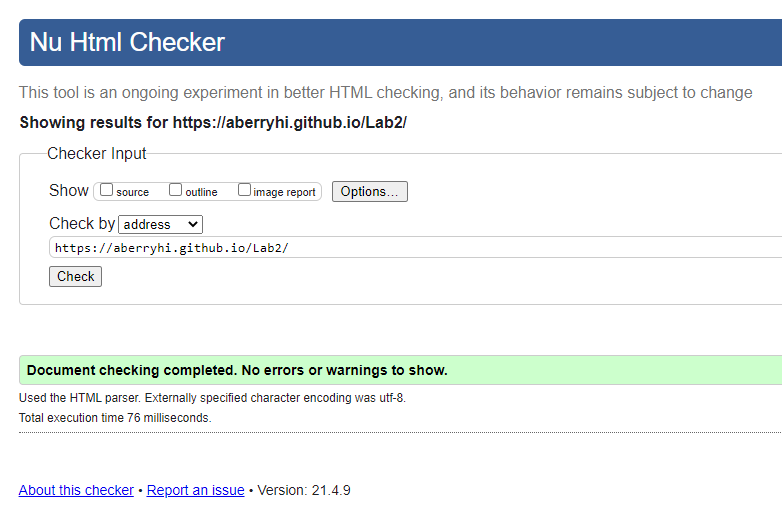 Nu Html Checker
This tool is an ongoing experiment in better HTML checking, and its behavior remains subject to change
Showing results for https://aberryhi.github.io/Lab2/
Checker Input
Show source outline image report Options...
Check by address
https://aberryhi.github.io/Lab2/
Check
Document checking completed. No errors or warnings to show.
Used the HTML parser. Externally specified character encoding was utf-8.
Total execution time 76 milliseconds.
About this checker • Report an issue • Version: 21.4.9